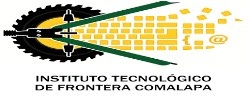 {@
INSTITUTO TECNOLÓGICO
DE FRONTERA COMALAPA